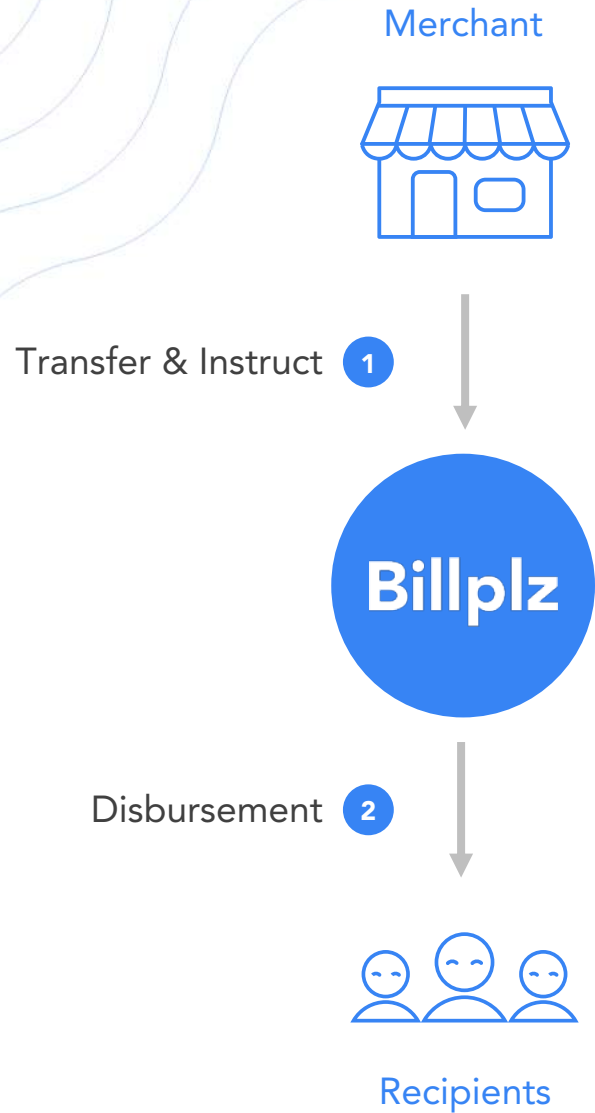 Merchant
Transfer & Instruct 1
Billplz
Disbursement 2
Recipients